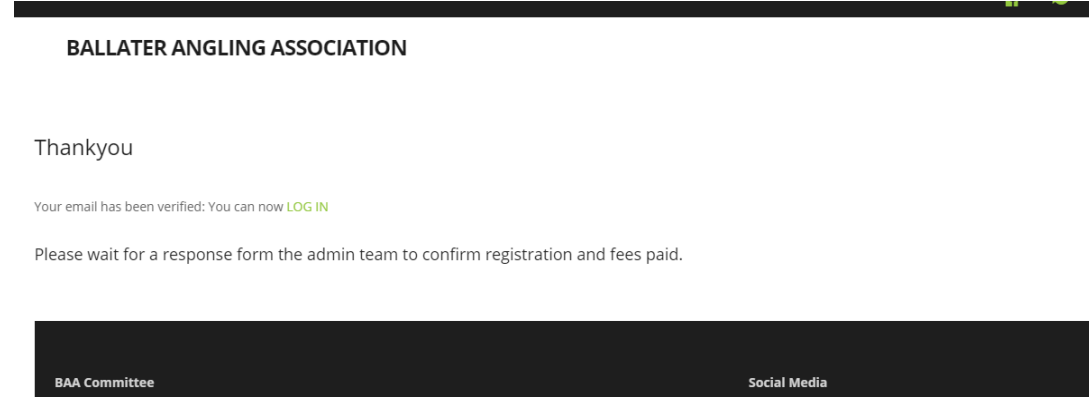 BALLATER ANGLING ASSOCIATION
Thankyou
Your email has been verified: You can now LOG IN
Please wait for a response form the admin team to confirm registration and fees paid.
BAA Committee
Social Media